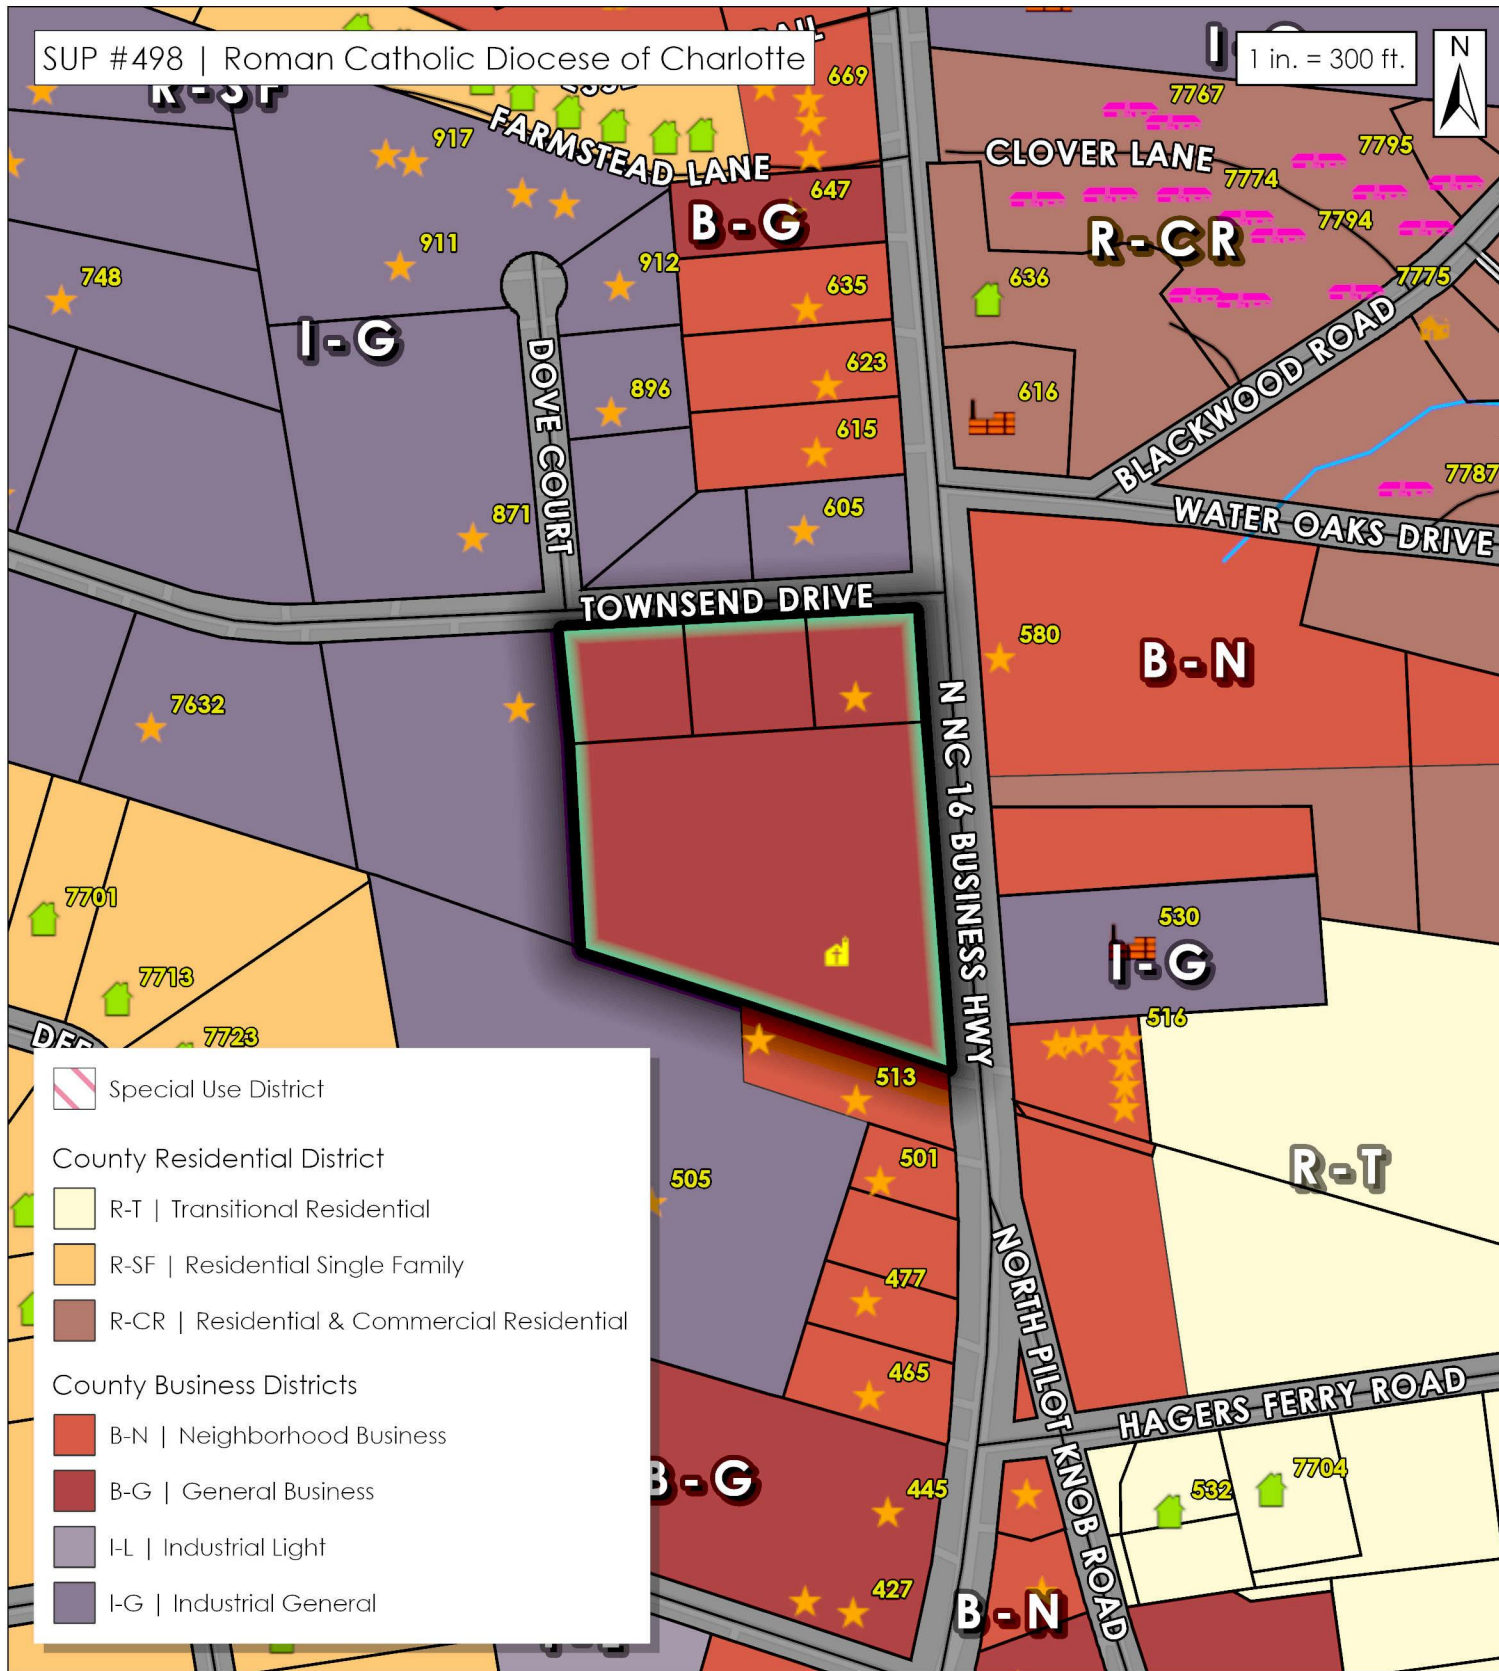 SUP #498 | Roman Catholic Diocese of Charlotte
1 in. = 300 ft.
N
R-SF
FARMSTEAD LANE
669
917
647
B-G
911
912
748
635
I-G
896
623
615
DOVE COURT
871
605
TOWNSEND DRIVE
7767
CLOVER LANE
7795
7774
R-CR
7794
636
7775
616
BLACKWOOD ROAD
7787
WATER OAKS DRIVE
580
B-N
7632
N NC 16 BUSINESS HWY
7701
530
I-G
7713
7723
516
513
501
505
R-T
477
NORTH PILOT KNOB ROAD
465
HAGERS FERRY ROAD
B-G
445
532
7704
427
B-N
Special Use District
County Residential District
R-T | Transitional Residential
R-SF | Residential Single Family
R-CR | Residential & Commercial Residential
County Business Districts
B-N | Neighborhood Business
B-G | General Business
I-L | Industrial Light
I-G | Industrial General